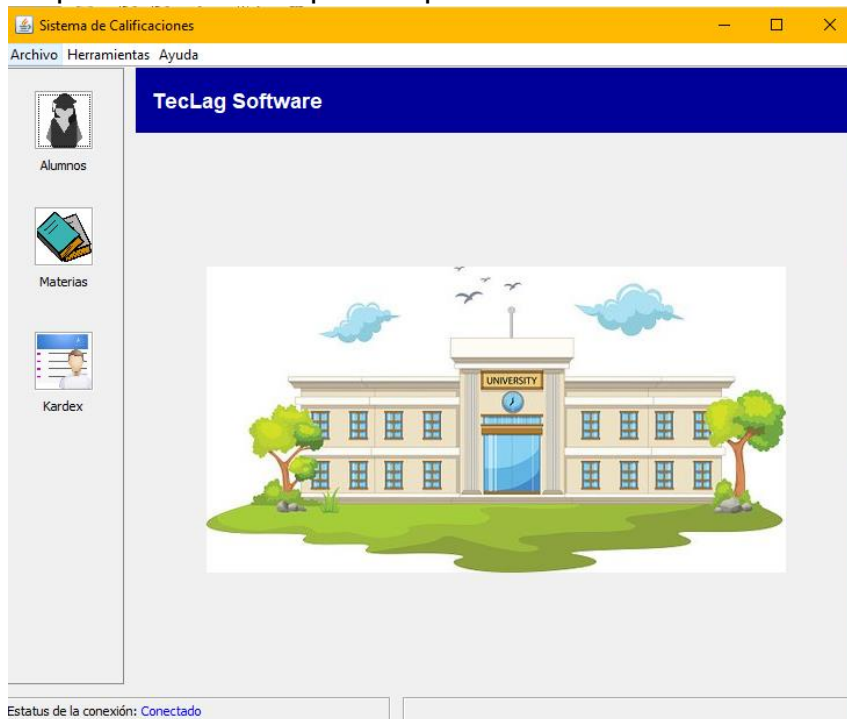 Sistema de Calificaciones
Archivo Herramientas Ayuda
TecLag Software
Alumnos
Materias
Kardex
UNIVERSITY
Estatus de la conexión: Conectado